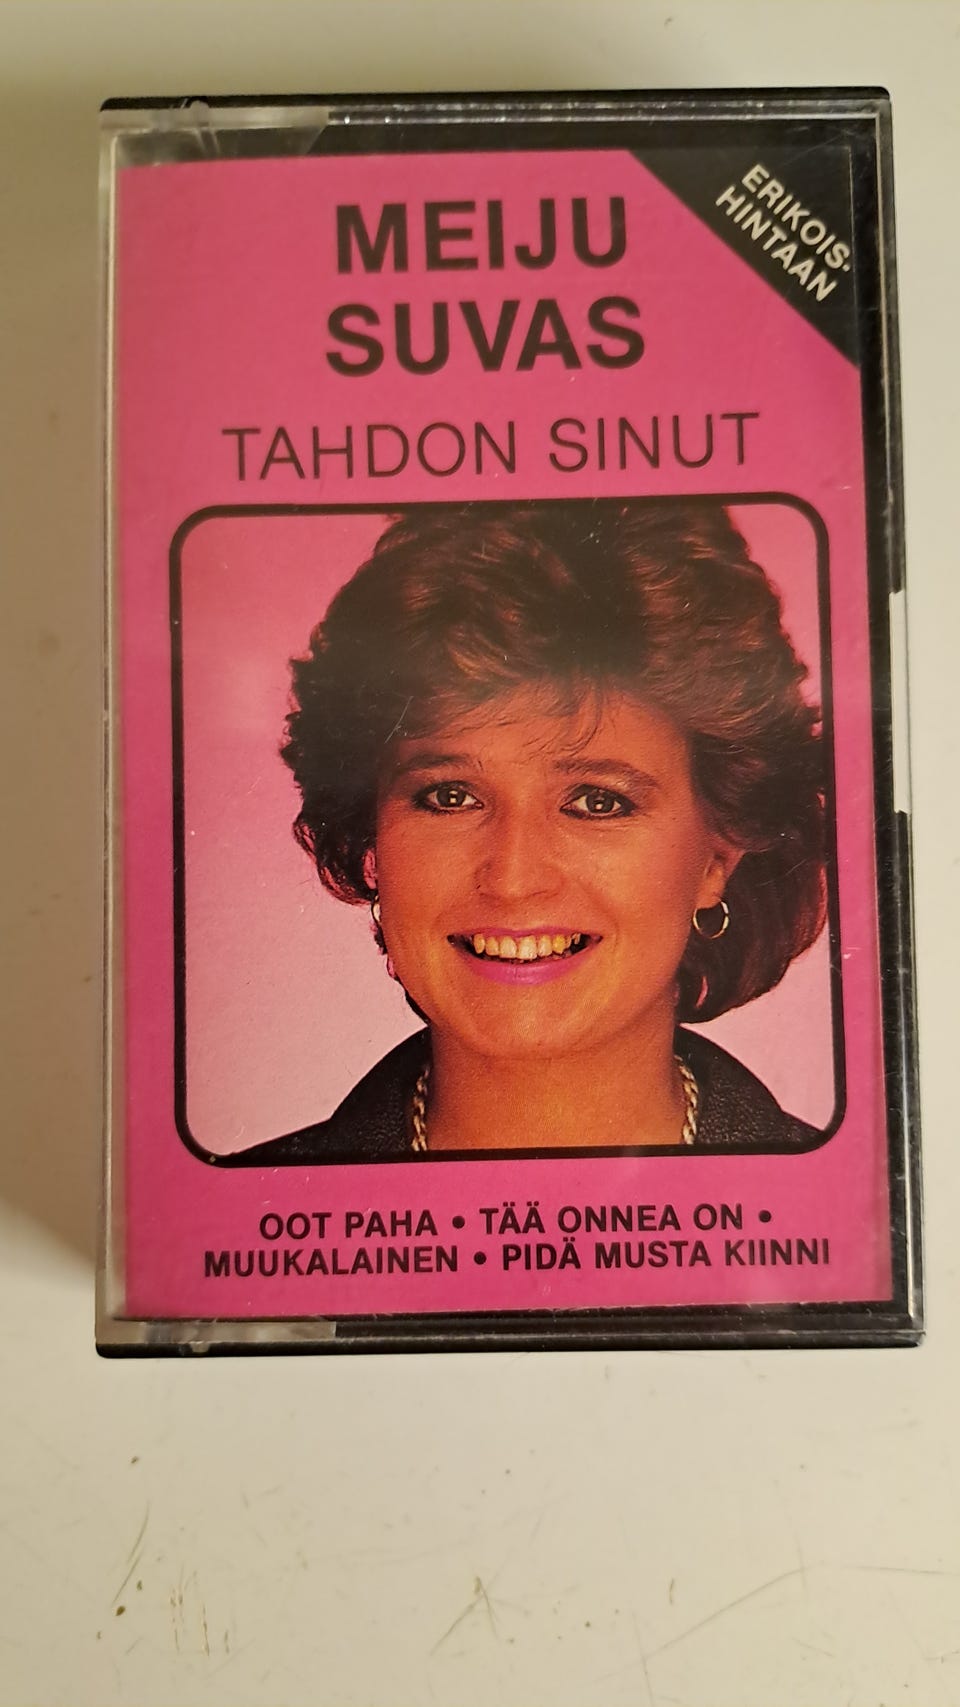 ERIKOIS-
HINTAAN
MEIJU
SUVAS
TAHDON SINUT
OOT PAHA • TÄÄ ONNEA ON •
MUUKALAINEN • PIDÄ MUSTA KIINNI